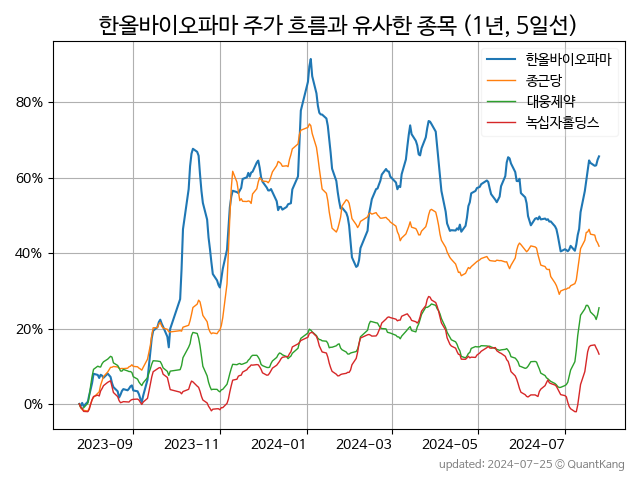 한올바이오파마 주가 흐름과 유사한 종목 (1년, 5일선)
한올바이오파마
종근당
대웅제약
녹십자홀딩스
80%
60%
40%
20%
0%
2023-09
2023-11
2024-01
2024-03
2024-05
2024-07
updated: 2024-07-25 © QuantKang